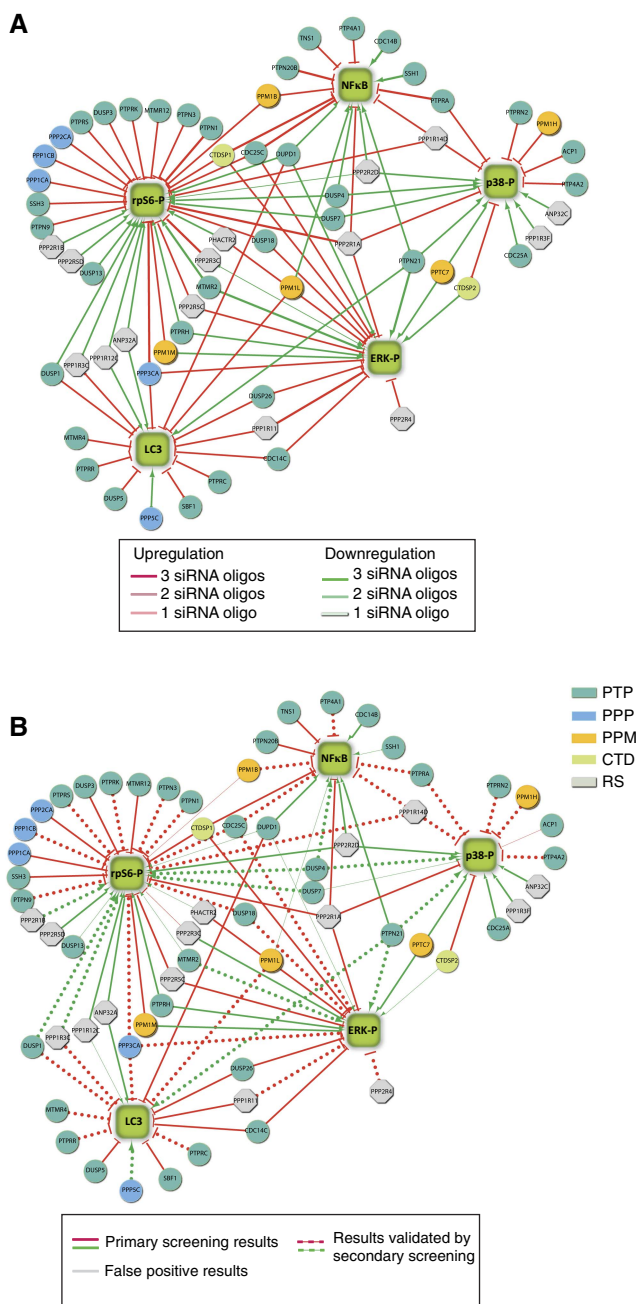 A
TNS1
PTP4A1
CDC14B
PTPN20B
SSH1
NFκB
PPM1B
PTPRA
PTPRN2
PPM1H
PPP1R14D
ACP1
PTP4A2
p38-P
ANP32C
PPP1R3F
CDC25A
MTMR12
PTPN3
PTPRK
PTPN1
DUSP3
PTPRS
PPP2CA
PPP1CB
PPP1CA
SSH3
PTPN9
PPP2R1B
PPP2R5D
DUSP13
rpS6-P
CTDSP1
CDC25C
DUPD1
PPP2R2D
DUSP4
DUSP7
PHACTR2
DUSP18
PPP2R1A
PPP2R3C
MTMR2
PPM1L
PTPN21
PPTC7
CTDSP2
PPP2R5C
PTPRH
ANP32A
PPM1M
PPP1R12C
PPP1R3C
PPP3CA
DUSP1
ERK-P
DUSP26
PPP1R11
PPP2R4
CDC14C
MTMR4
LC3
PTPRR
PTPRC
DUSP5
SBF1
PPP5C
Upregulation
Downregulation
3 siRNA oligos
3 siRNA oligos
2 siRNA oligos
2 siRNA oligos
1 siRNA oligo
1 siRNA oligo
B
PTP
PPP
PPM
CTD
RS
TNS1
PTP4A1
CDC14B
PTPN20B
SSH1
NFκB
PPM1B
PTPRA
PTPRN2
PPM1H
PPP1R14D
ACP1
PTP4A2
p38-P
ANP32C
PPP1R3F
CDC25A
MTMR12
PTPN3
PTPRK
PTPN1
DUSP3
PTPRS
PPP2CA
PPP1CB
PPP1CA
SSH3
PTPN9
PPP2R1B
PPP2R5D
DUSP13
rpS6-P
CTDSP1
CDC25C
DUPD1
PPP2R2D
DUSP4
DUSP7
PHACTR2
DUSP18
PPP2R1A
PPP2R3C
MTMR2
PPM1L
PTPN21
PPTC7
CTDSP2
PPP2R5C
PTPRH
ANP32A
PPM1M
PPP1R12C
PPP1R3C
PPP3CA
DUSP1
ERK-P
DUSP26
PPP1R11
PPP2R4
CDC14C
MTMR4
LC3
PTPRR
PTPRC
DUSP5
SBF1
PPP5C
Primary screening results
Results validated by
secondary screening
False positive results